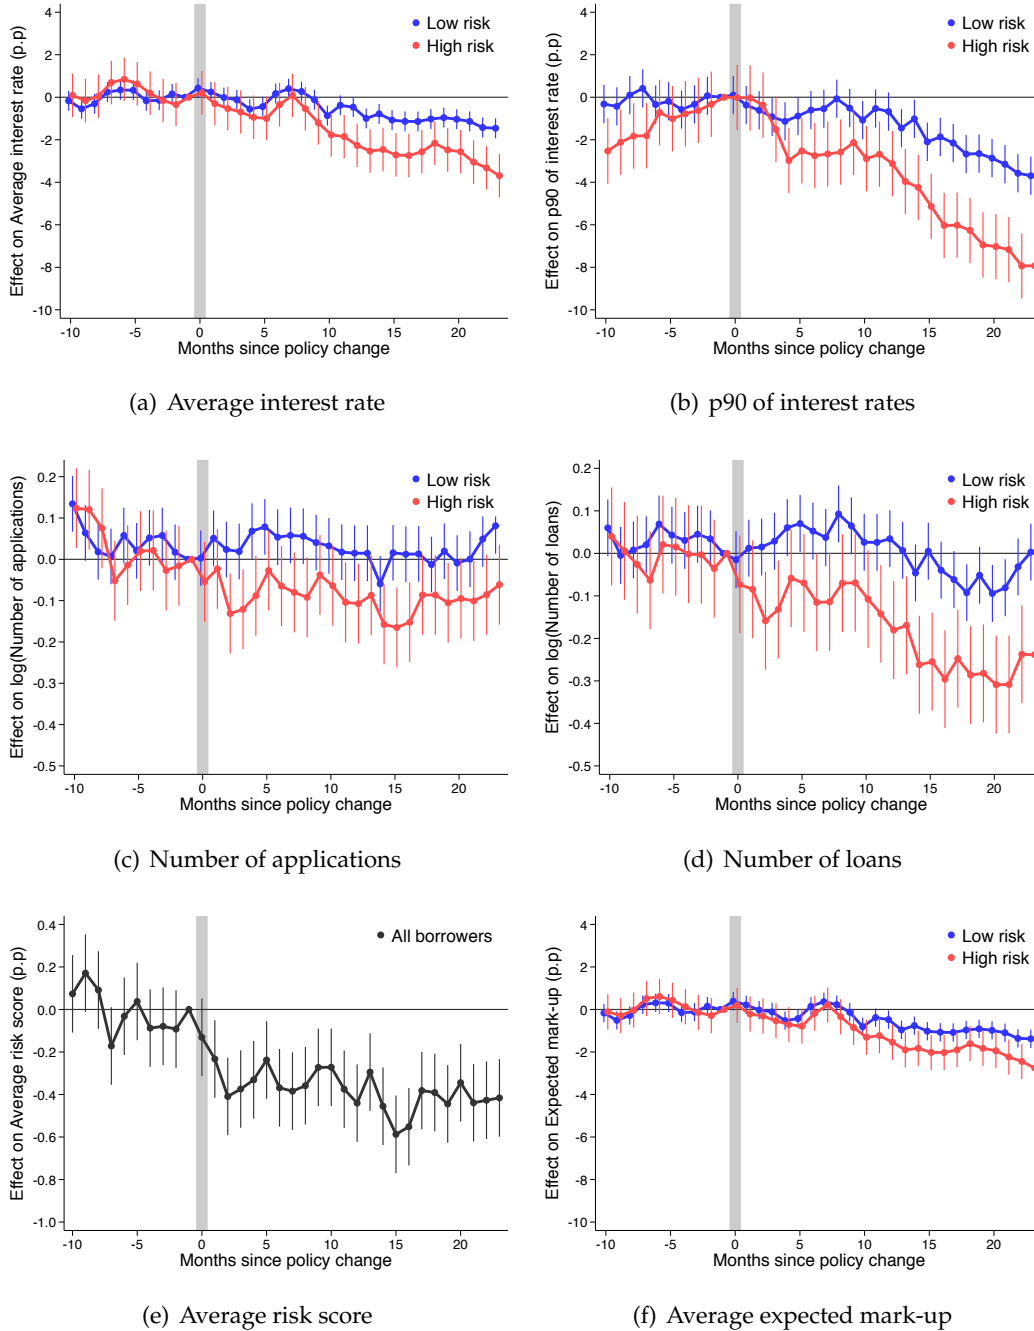 Effect on Average interest rate (p.p)
4
2
0
-2
-4
-6
-8
-10
Low risk
High risk
-10 -5 0 5 10 15 20
Months since policy change
(a) Average interest rate
Effect on p90 of interest rate (p.p)
4
2
0
-2
-4
-6
-8
-10
Low risk
High risk
-10 -5 0 5 10 15 20
Months since policy change
(b) p90 of interest rates
Effect on log(Number of applications)
0.2
0.1
0.0
-0.1
-0.2
-0.3
-0.4
-0.5
Low risk
High risk
-10 -5 0 5 10 15 20
Months since policy change
(c) Number of applications
Effect on log(Number of loans)
0.2
0.1
0.0
-0.1
-0.2
-0.3
-0.4
-0.5
Low risk
High risk
-10 -5 0 5 10 15 20
Months since policy change
(d) Number of loans
Effect on Average risk score (p.p)
0.4
0.2
0.0
-0.2
-0.4
-0.6
-0.8
-1.0
All borrowers
-10 -5 0 5 10 15 20
Months since policy change
(e) Average risk score
Effect on Expected mark-up (p.p)
4
2
0
-2
-4
-6
-8
-10
Low risk
High risk
-10 -5 0 5 10 15 20
Months since policy change
(f) Average expected mark-up